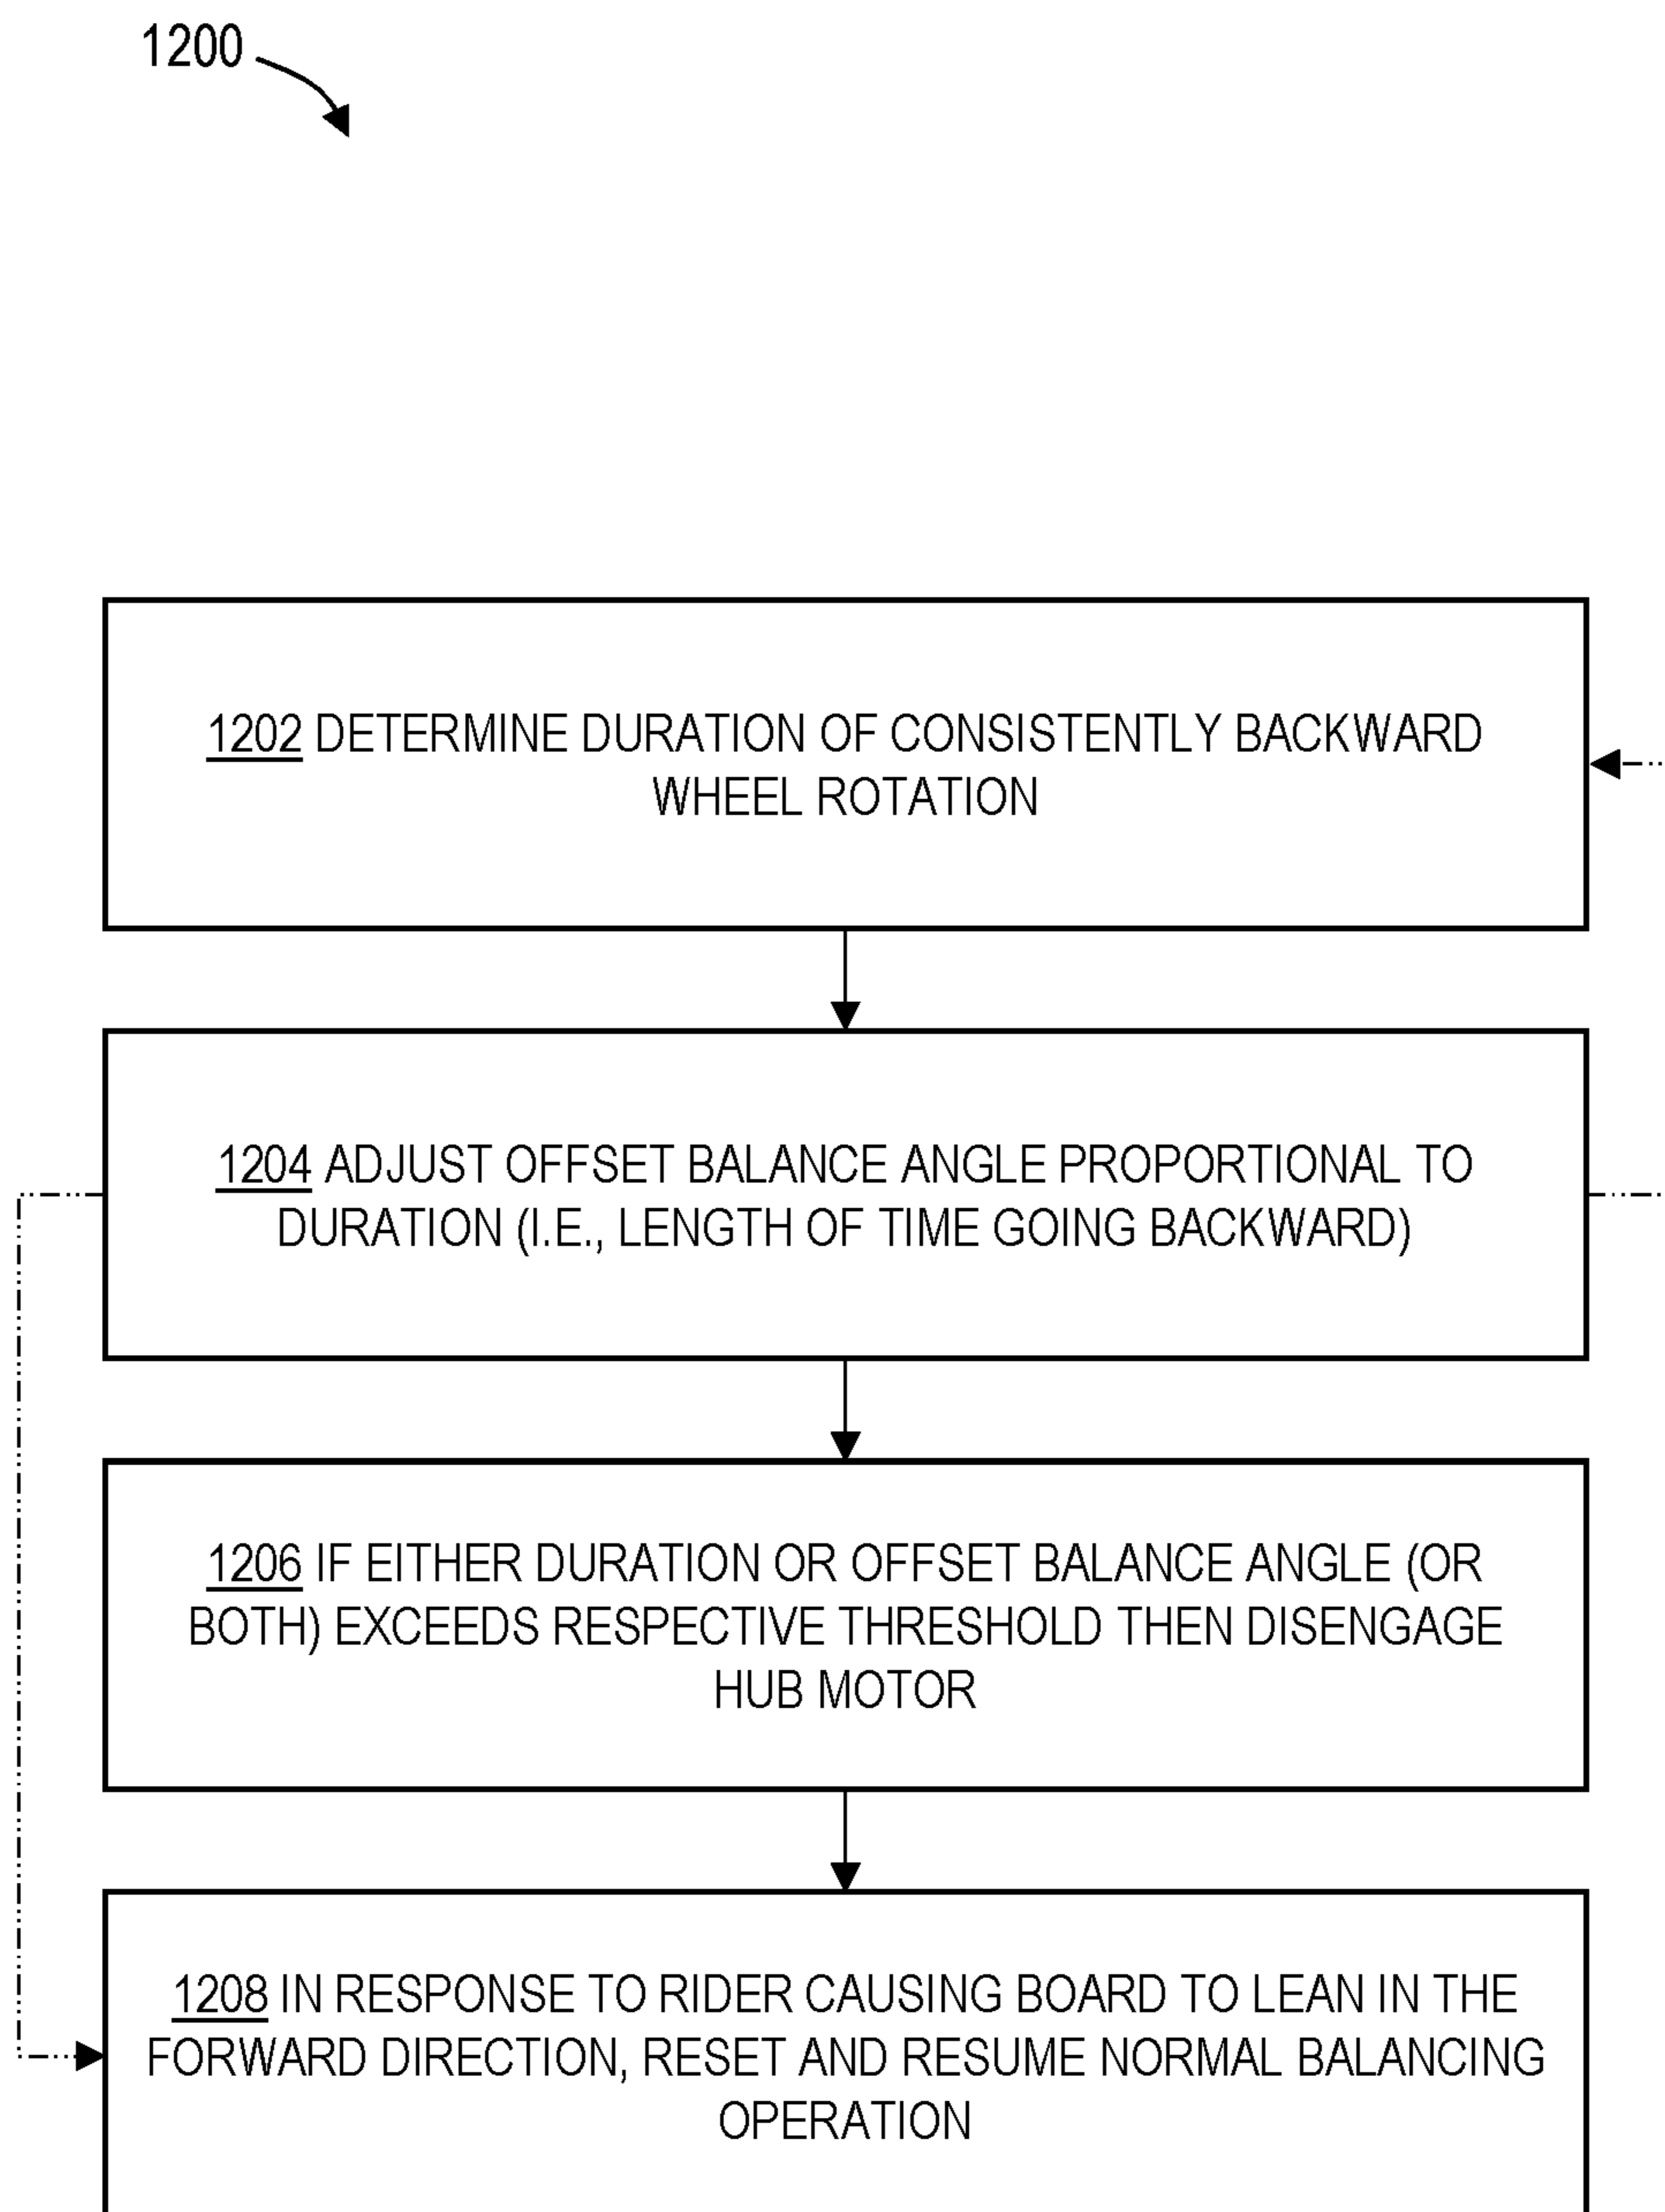 1200
1202 DETERMINE DURATION OF CONSISTENTLY BACKWARD
WHEEL ROTATION
1204 ADJUST OFFSET BALANCE ANGLE PROPORTIONAL TO
DURATION (I.E., LENGTH OF TIME GOING BACKWARD)
1206 IF EITHER DURATION OR OFFSET BALANCE ANGLE (OR
BOTH) EXCEEDS RESPECTIVE THRESHOLD THEN DISENGAGE
HUB MOTOR
1208 IN RESPONSE TO RIDER CAUSING BOARD TO LEAN IN THE
FORWARD DIRECTION, RESET AND RESUME NORMAL BALANCING
OPERATION